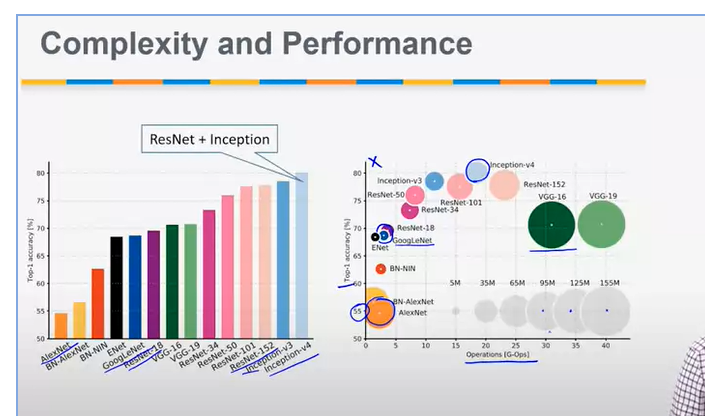 Complexity and Performance
ResNet + Inception
Top-1 accuracy [%]
80
75
70
65
60
55
50
AlexNet
BN-AlexNet
BN-NIN
ENet
GoogLeNet
ResNet-18
VGG-16
VGG-19
ResNet-34
ResNet-50
ResNet-101
ResNet-152
Inception-v3
Inception-v4
X
Top-1 accuracy [%]
80
75
70
65
60
55
50
Inception-v4
Inception-v3
ResNet-152
ResNet-50
ResNet-101
VGG-16
VGG-19
ResNet-34
ResNet-18
GoogLeNet
ENet
BN-NIN
5M 35M 65M 95M 125M 155M
BN-AlexNet
AlexNet
0 5 10 15 20 25 30 35 40
Operations [G-Ops]